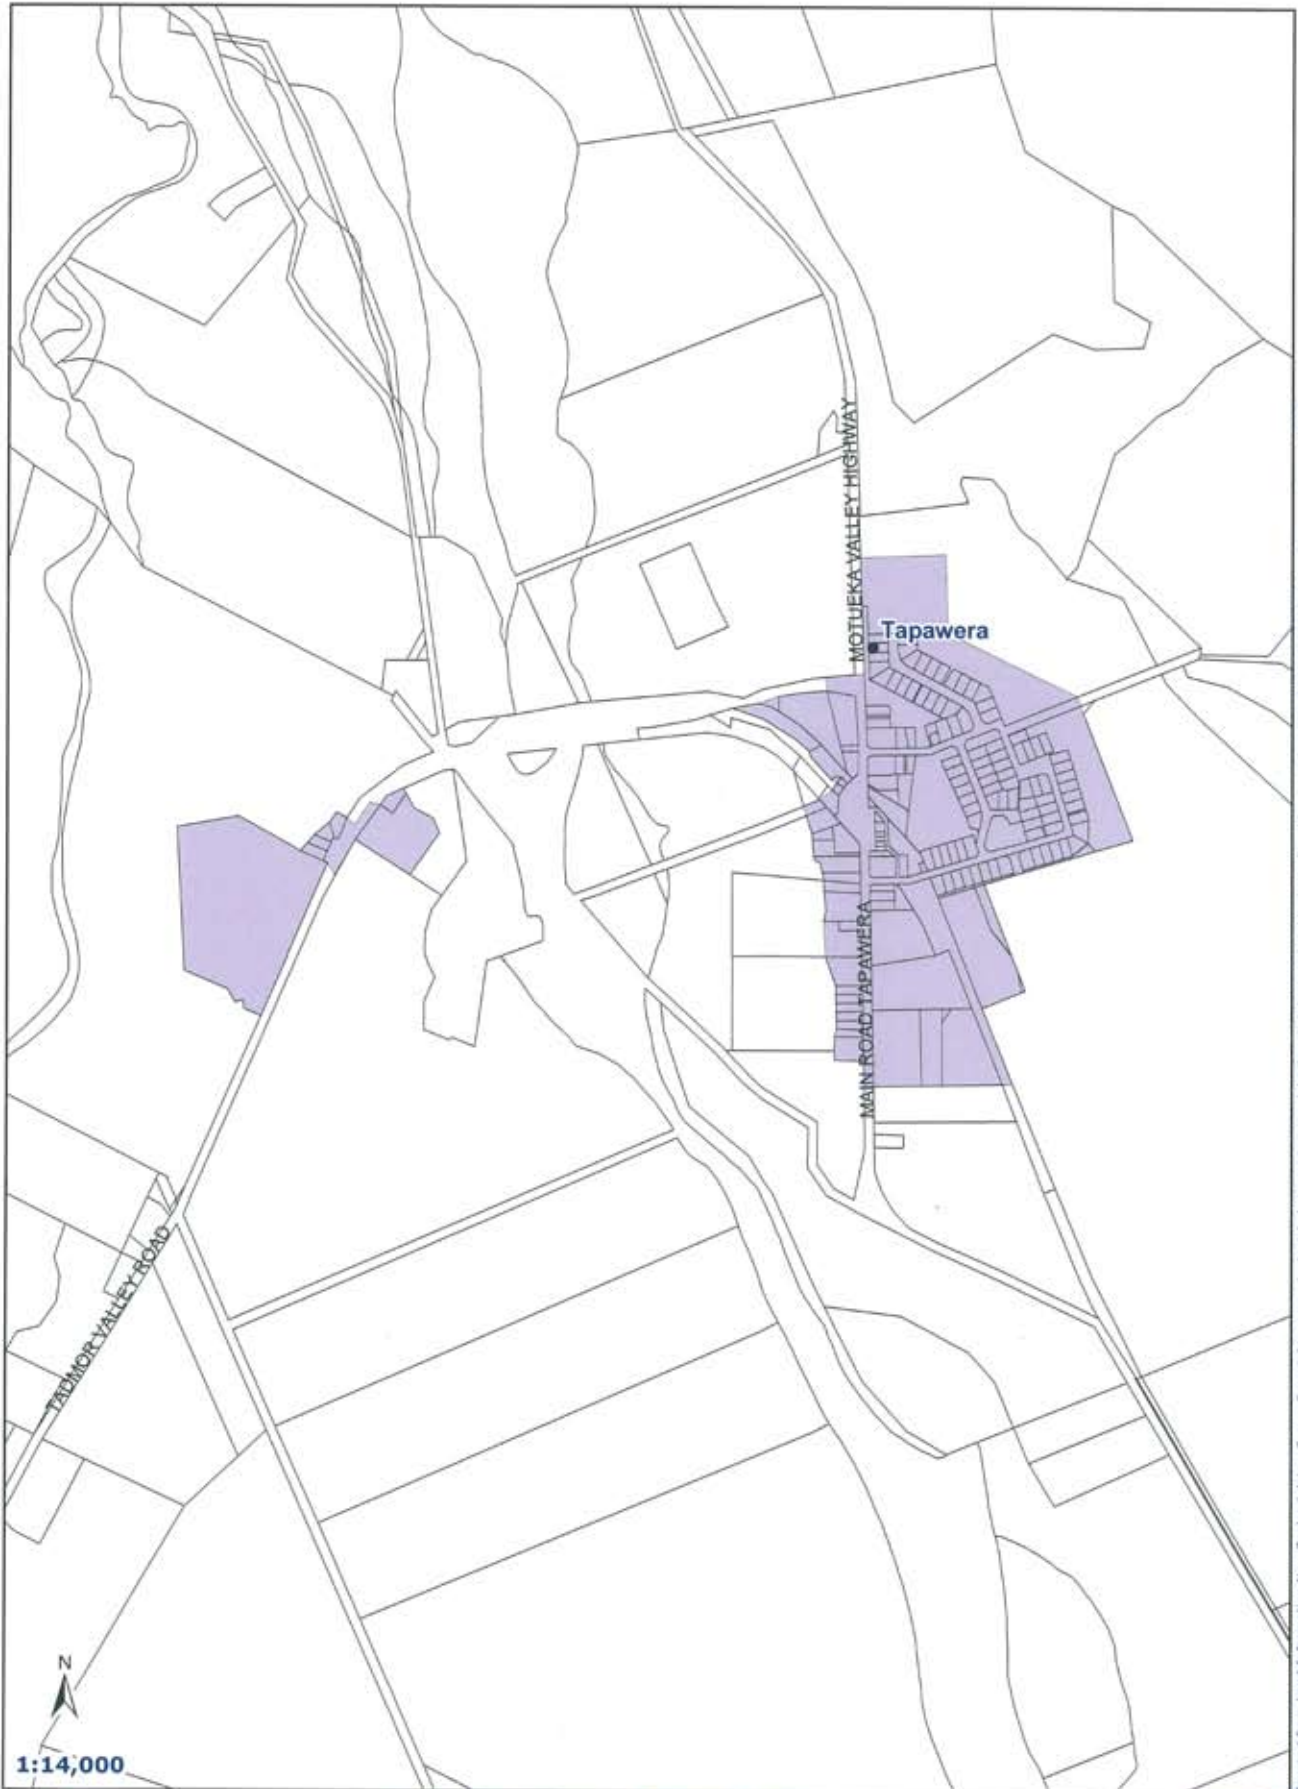 MOTUEKA VALLEY HIGHWAY
Tapawera
MAIN ROAD TAPAWERA
TADMOR VALLEY ROAD
N
1:14,000